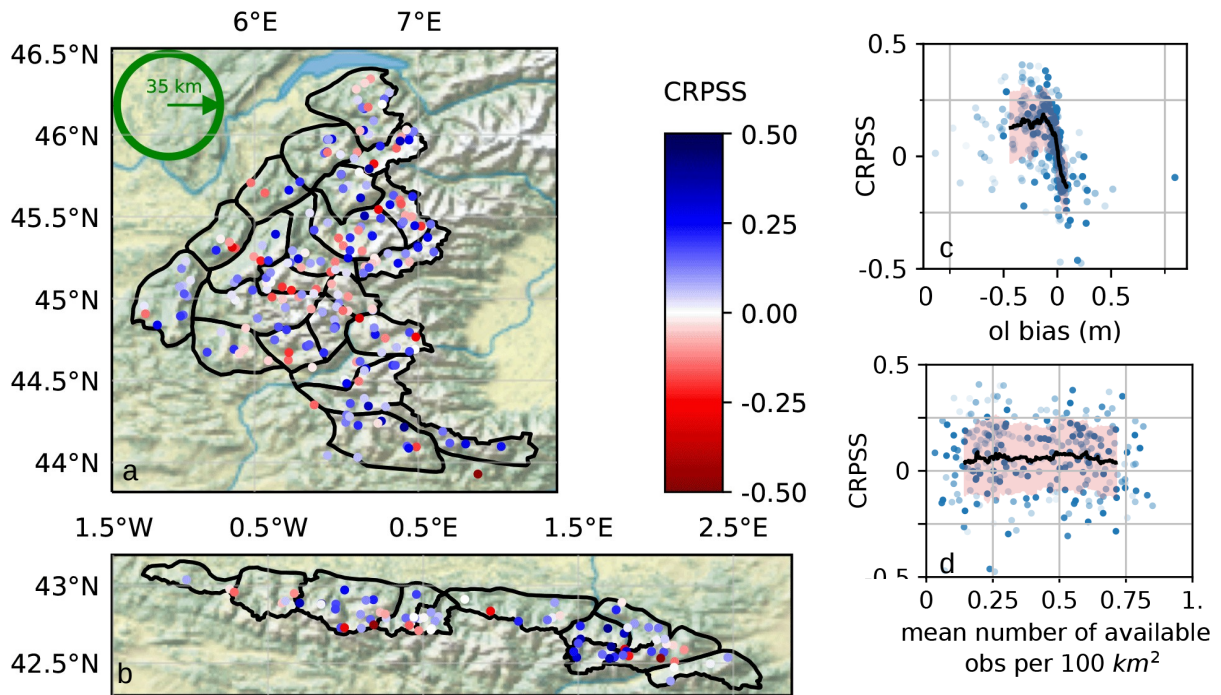 6°E 7°E
46.5°N
46°N
45.5°N
45°N
44.5°N
44°N
35 km
a
CRPSS
0.50
0.25
0.00
-0.25
-0.50
1.5°W 0.5°W 0.5°E 1.5°E 2.5°E
43°N
42.5°N
b
0.5
0
-0.5
CRPSS
c
0 -0.5 0 0.5
ol bias (m)
0.5
0
CRPSS
d
0 0.25 0.5 0.75 1.
mean number of available
obs per 100 km²